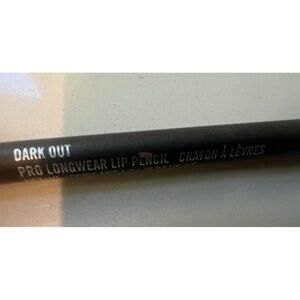 DARK OUT
PRO LONGWEAR LIP PENCIL CRAYON À LÈVRES